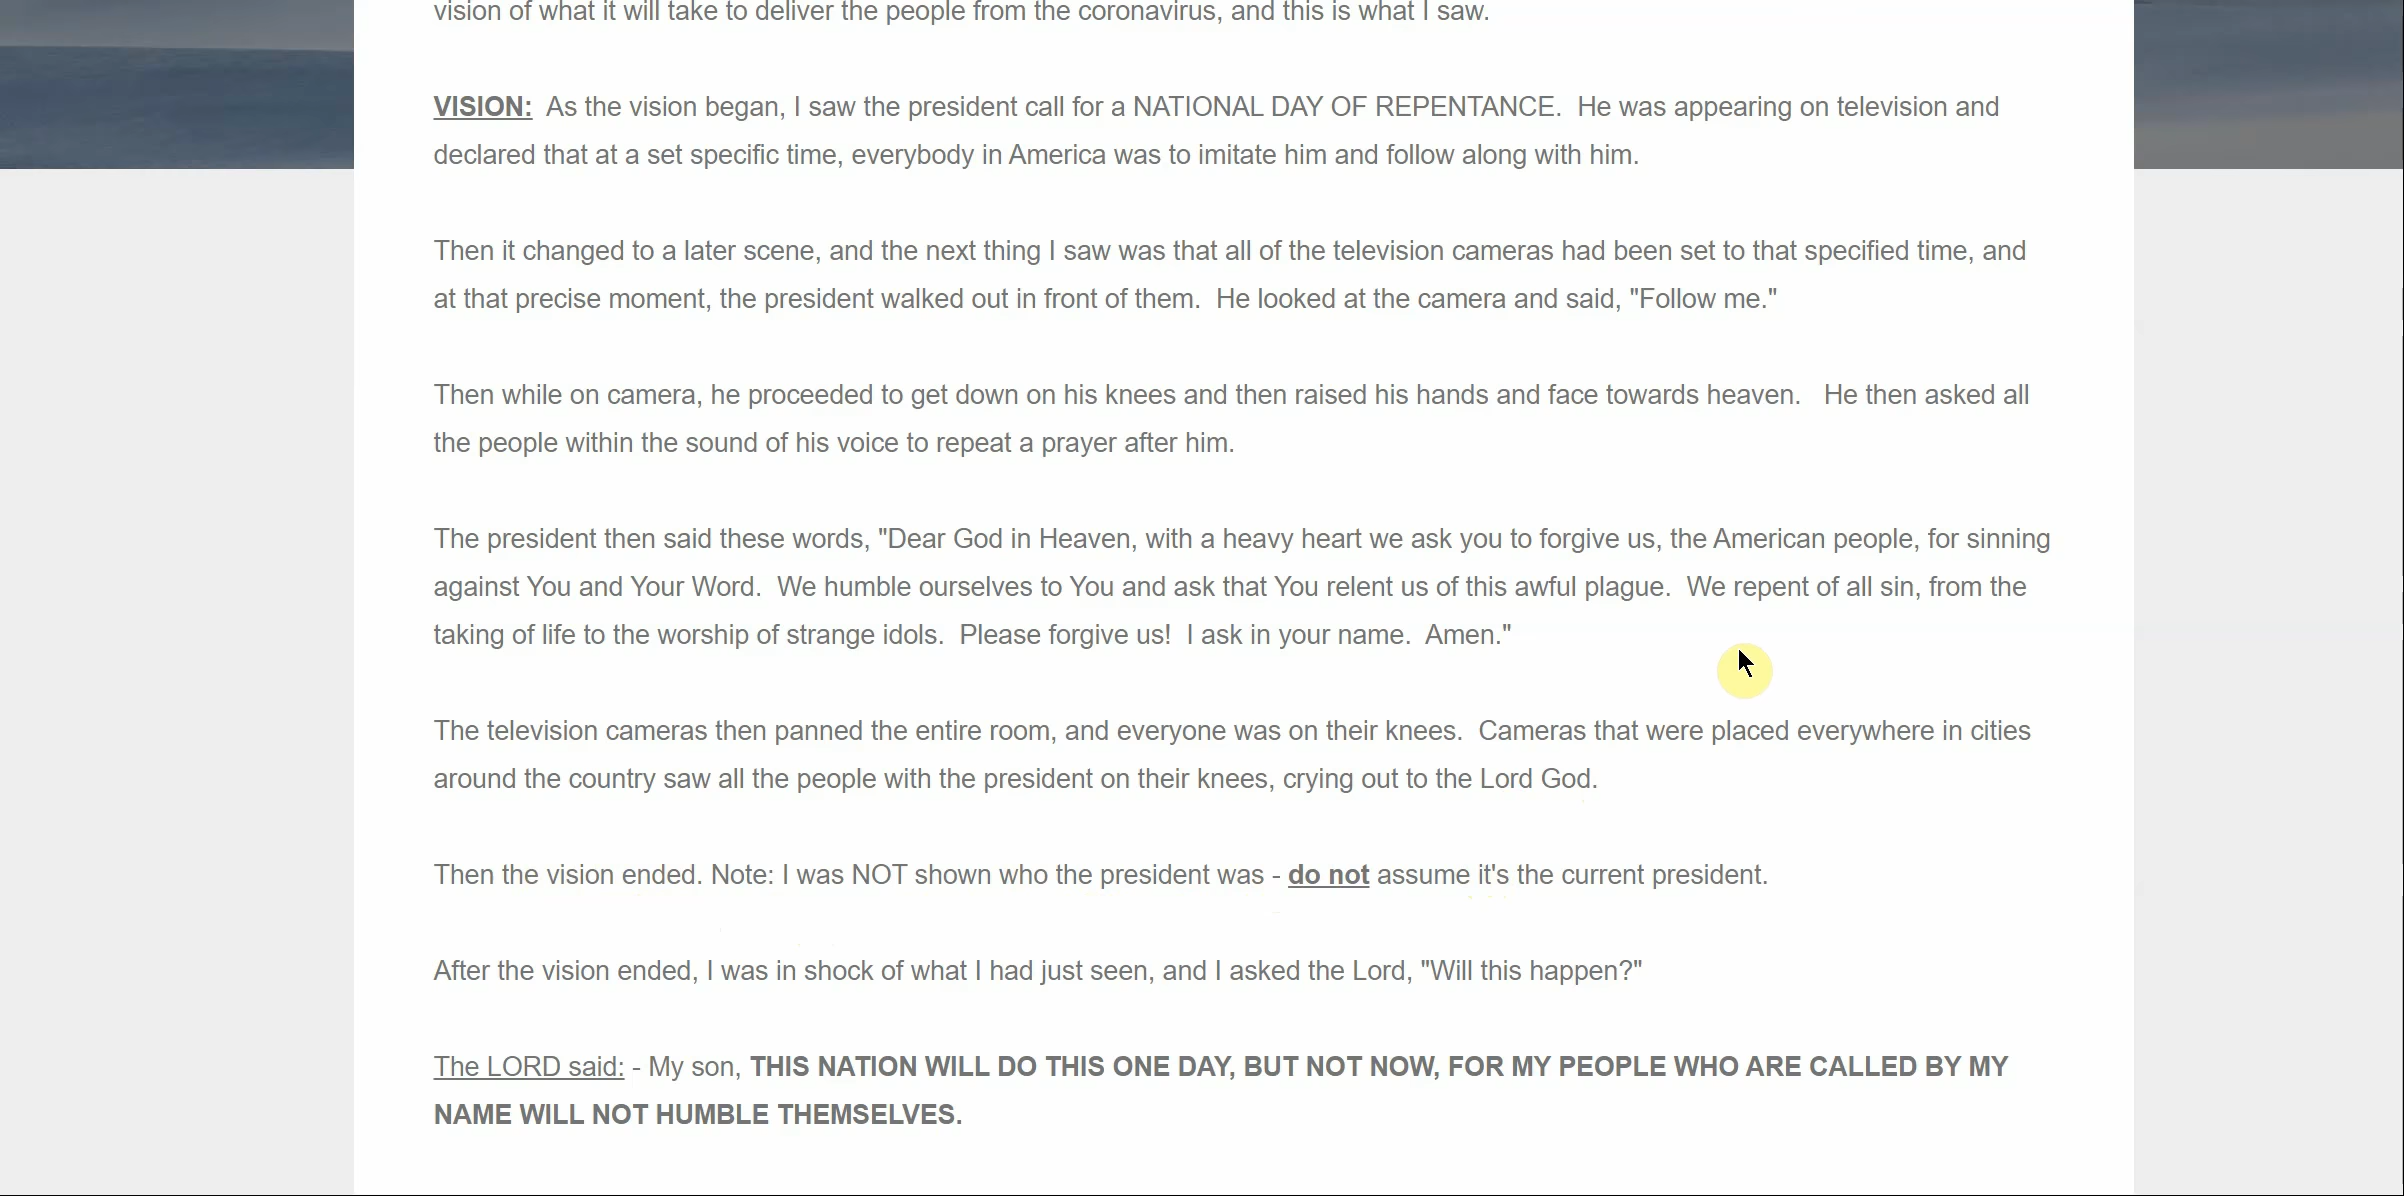 vision of what it will take to deliver the people from the coronavirus, and this is what I saw.
VISION:  As the vision began, I saw the president call for a NATIONAL DAY OF REPENTANCE.  He was appearing on television and
declared that at a set specific time, everybody in America was to imitate him and follow along with him.
Then it changed to a later scene, and the next thing I saw was that all of the television cameras had been set to that specified time, and
at that precise moment, the president walked out in front of them.  He looked at the camera and said, "Follow me."
Then while on camera, he proceeded to get down on his knees and then raised his hands and face towards heaven.   He then asked all
the people within the sound of his voice to repeat a prayer after him.
The president then said these words, "Dear God in Heaven, with a heavy heart we ask you to forgive us, the American people, for sinning
against You and Your Word.  We humble ourselves to You and ask that You relent us of this awful plague.  We repent of all sin, from the
taking of life to the worship of strange idols.  Please forgive us!  I ask in your name.  Amen."
The television cameras then panned the entire room, and everyone was on their knees.  Cameras that were placed everywhere in cities
around the country saw all the people with the president on their knees, crying out to the Lord God.
Then the vision ended. Note: I was NOT shown who the president was - do not assume it's the current president.
After the vision ended, I was in shock of what I had just seen, and I asked the Lord, "Will this happen?"
The LORD said: - My son, THIS NATION WILL DO THIS ONE DAY, BUT NOT NOW, FOR MY PEOPLE WHO ARE CALLED BY MY
NAME WILL NOT HUMBLE THEMSELVES.